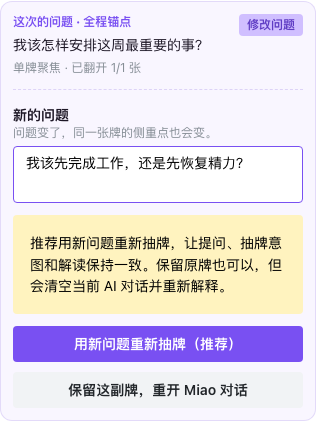 这次的问题 · 全程锚点
修改问题
我该怎样安排这周最重要的事？
单牌聚焦 · 已翻开 1/1 张
新的问题
问题变了，同一张牌的侧重点也会变。
我该先完成工作，还是先恢复精力？
推荐用新问题重新抽牌，让提问、抽牌意
图和解读保持一致。保留原牌也可以，但
会清空当前 AI 对话并重新解释。
用新问题重新抽牌（推荐）
保留这副牌，重开 Miao 对话